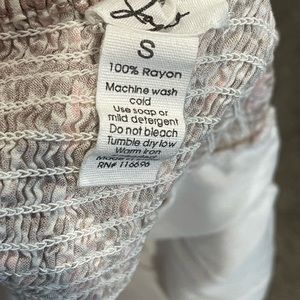 S
100% Rayon
Machine wash
cold
Use soap or
mild detergent
Do not bleach
Tumble dry low
Warm Iron
RN# 116696